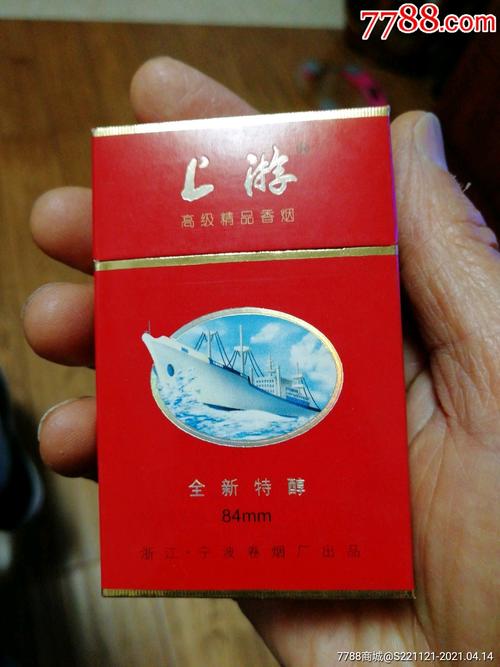 7788.com
上游
高级精品香烟
全新特醇
84mm
浙江·宁波卷烟厂出品
7788商城@S221121-2021.04.14